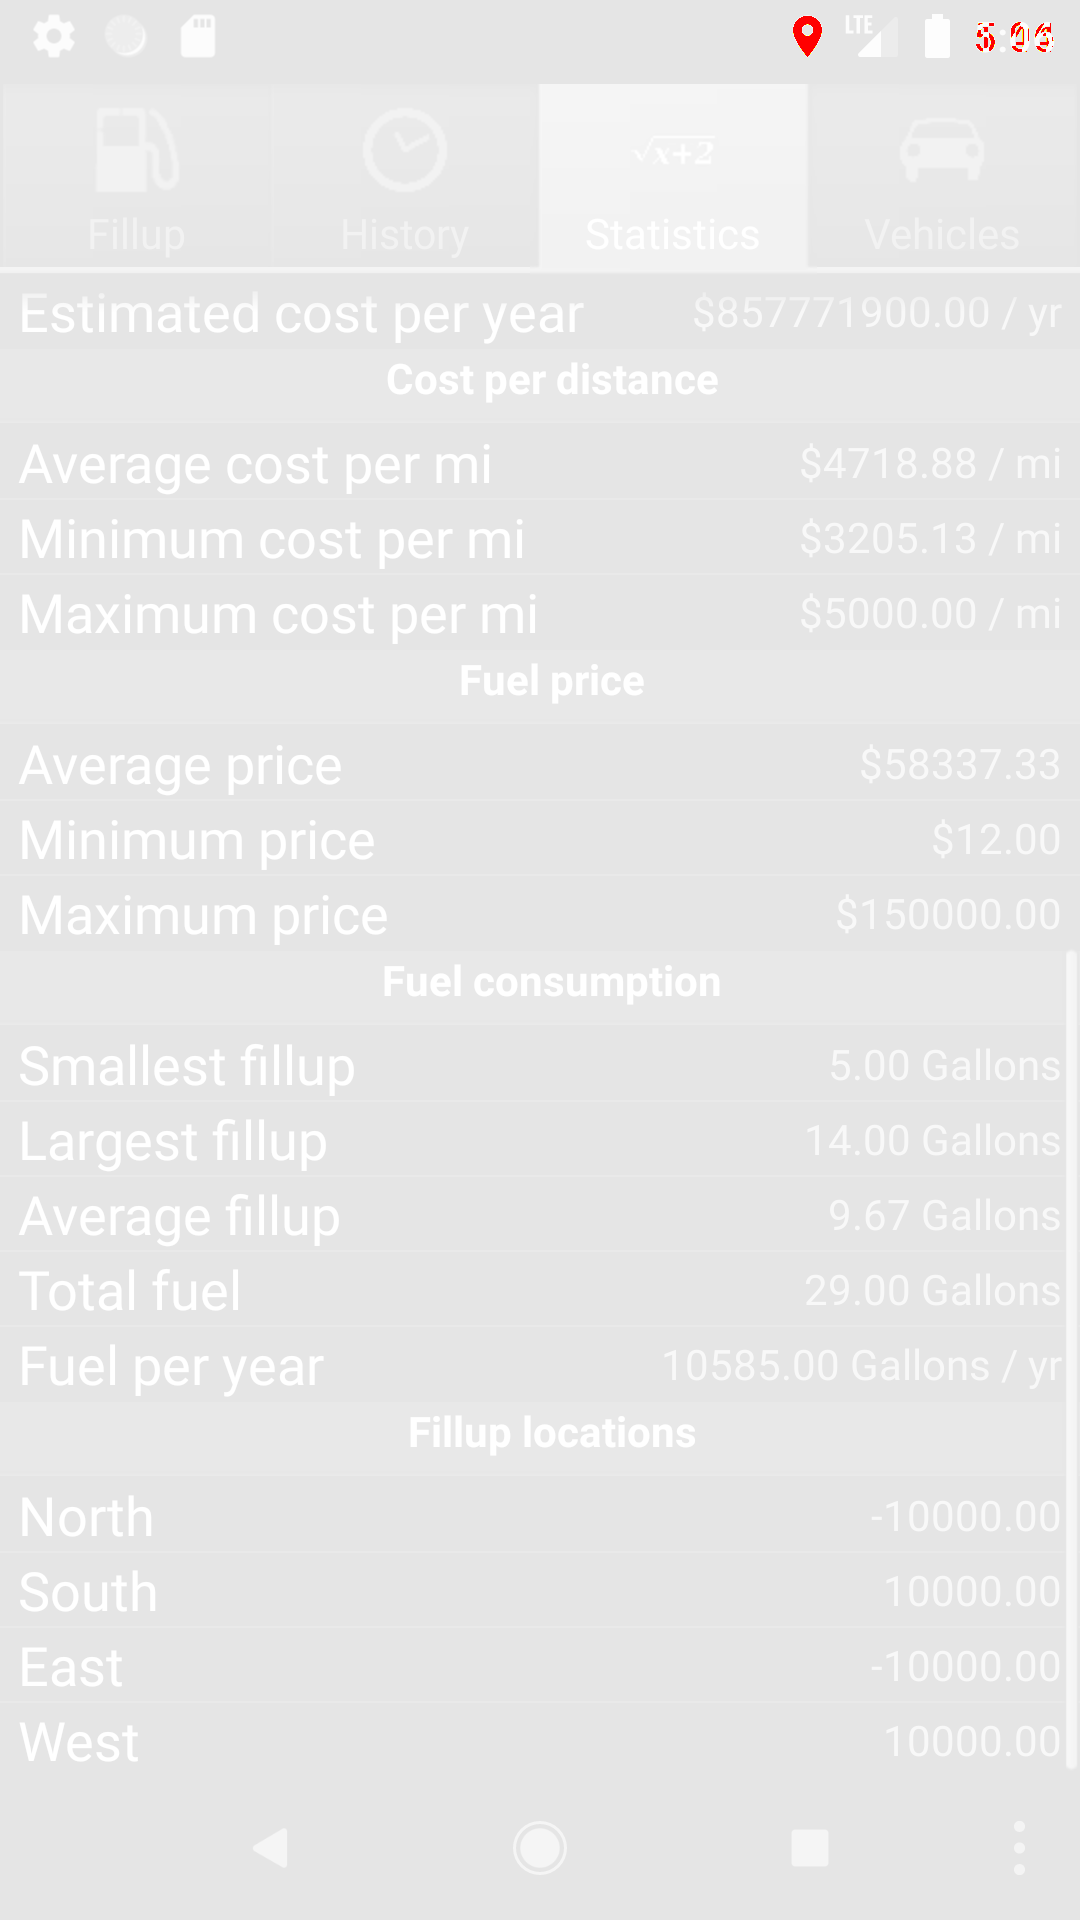 LTE
Fillup History √x+2 Statistics Vehicles
Estimated cost per year $857771900.00 / yr
Cost per distance
Average cost per mi $4718.88 / mi
Minimum cost per mi $3205.13 / mi
Maximum cost per mi $5000.00 / mi
Fuel price
Average price $58337.33
Minimum price $12.00
Maximum price $150000.00
Fuel consumption
Smallest fillup 5.00 Gallons
Largest fillup 14.00 Gallons
Average fillup 9.67 Gallons
Total fuel 29.00 Gallons
Fuel per year 10585.00 Gallons / yr
Fillup locations
North -10000.00
South 10000.00
East -10000.00
West 10000.00